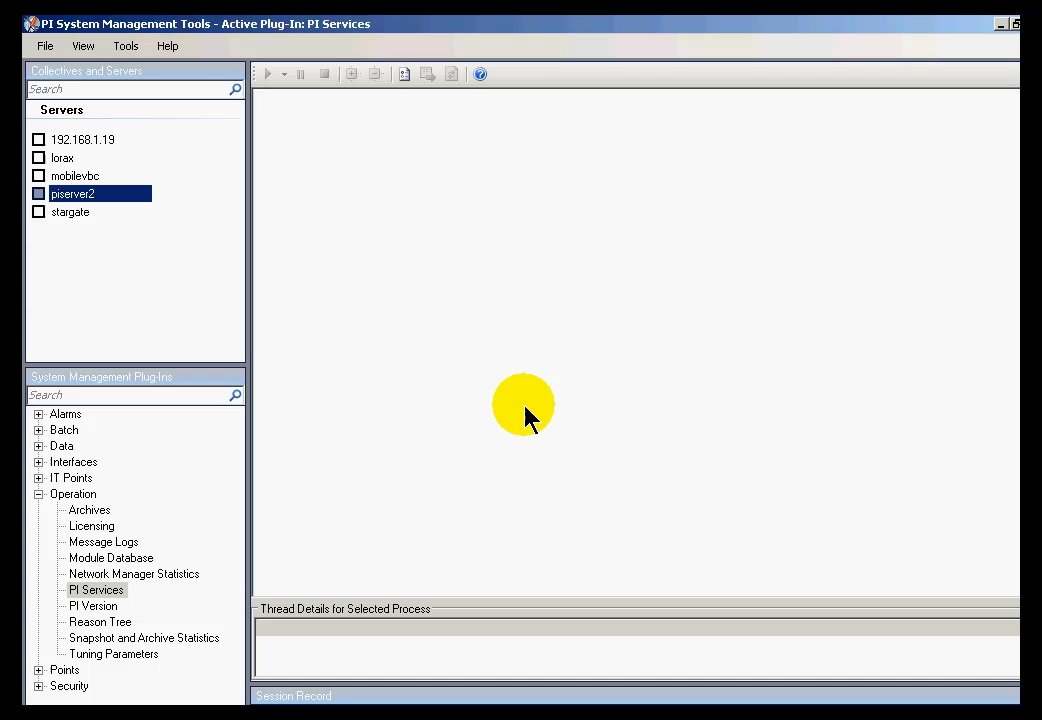 PI System Management Tools - Active Plug-In: PI Services
File View Tools Help
Collectives and Servers
Search
Servers
192.168.1.19
lorax
mobilevbc
piserver2
stargate
System Management Plug-Ins
Search
Alarms
Batch
Data
Interfaces
IT Points
Operation
Archives
Licensing
Message Logs
Module Database
Network Manager Statistics
PI Services
PI Version
Reason Tree
Snapshot and Archive Statistics
Tuning Parameters
Points
Security
Thread Details for Selected Process
Session Record